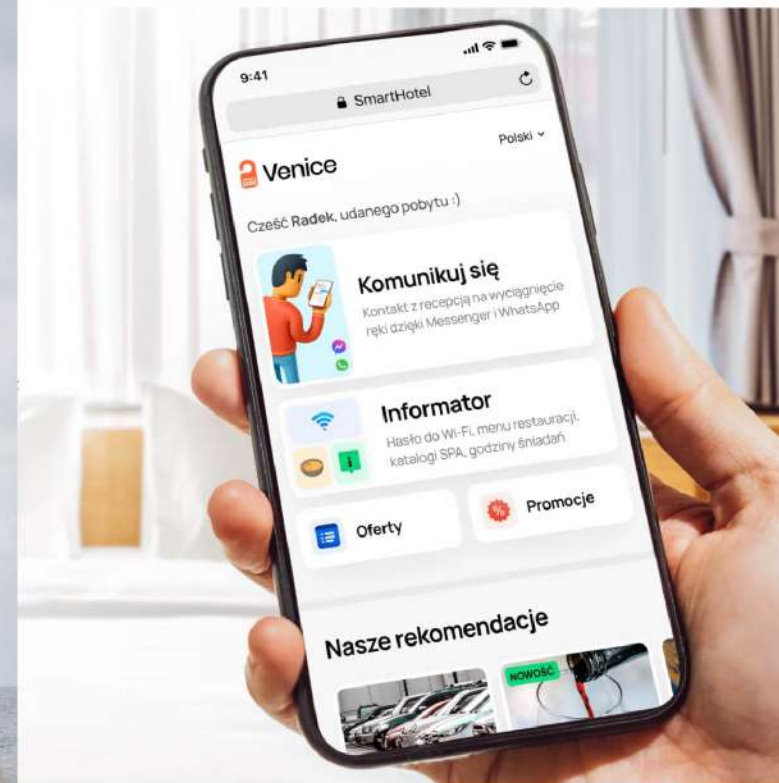 9:41
SmartHotel
Venice
Polski
Cześć Radek, udanego pobytu :)
Komunikuj się
Kontakt z recepcją na wyciągnięcie
ręki dzięki Messenger i WhatsApp
Informator
Hasło do Wi-Fi, menu restauracji,
katalogi SPA, godziny śniadań
Oferty
Promocje
Nasze rekomendacje
NOWOŚĆ